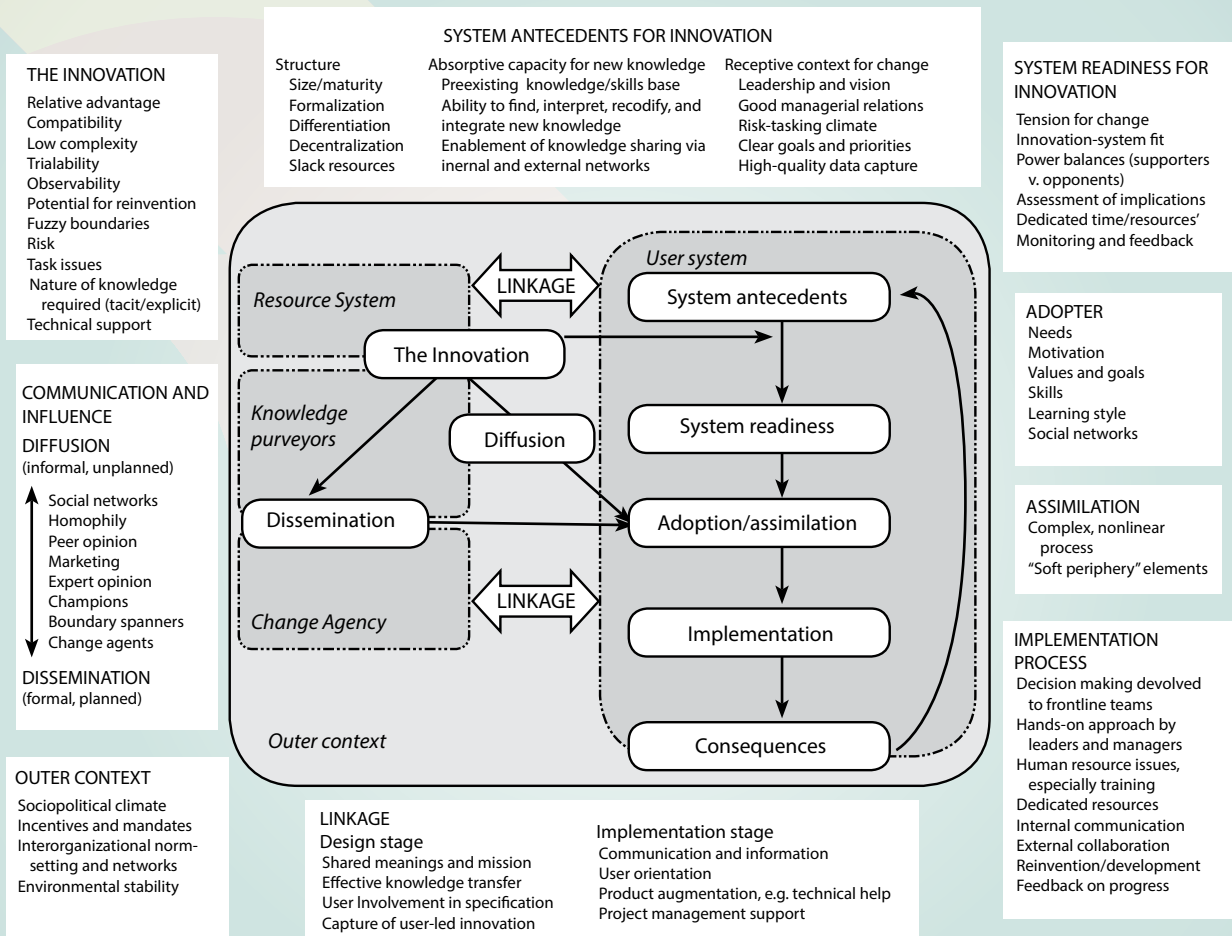 SYSTEM ANTECEDENTS FOR INNOVATION
Structure
Size/maturity
Formalization
Differentiation
Decentralization
Slack resources
Absorptive capacity for new knowledge
Preexisting knowledge/skills base
Ability to find, interpret, recodify, and
integrate new knowledge
Enablement of knowledge sharing via
inernal and external networks
Receptive context for change
Leadership and vision
Good managerial relations
Risk-tasking climate
Clear goals and priorities
High-quality data capture
THE INNOVATION
Relative advantage
Compatibility
Low complexity
Trialability
Observability
Potential for reinvention
Fuzzy boundaries
Risk
Task issues
Nature of knowledge
required (tacit/explicit)
Technical support
COMMUNICATION AND
INFLUENCE
DIFFUSION
(informal, unplanned)
Social networks
Homophily
Peer opinion
Marketing
Expert opinion
Champions
Boundary spanners
Change agents
DISSEMINATION
(formal, planned)
OUTER CONTEXT
Sociopolitical climate
Incentives and mandates
Interorganizational norm-
setting and networks
Environmental stability
Resource System
LINKAGE
The Innovation
Knowledge
purveyors
Diffusion
Dissemination
Change Agency
LINKAGE
Outer context
User system
System antecedents
System readiness
Adoption/assimilation
Implementation
Consequences
LINKAGE
Design stage
Shared meanings and mission
Effective knowledge transfer
User Involvement in specification
Capture of user-led innovation
Implementation stage
Communication and information
User orientation
Product augmentation, e.g. technical help
Project management support
SYSTEM READINESS FOR
INNOVATION
Tension for change
Innovation-system fit
Power balances (supporters
v. opponents)
Assessment of implications
Dedicated time/resources'
Monitoring and feedback
ADOPTER
Needs
Motivation
Values and goals
Skills
Learning style
Social networks
ASSIMILATION
Complex, nonlinear
process
“Soft periphery” elements
IMPLEMENTATION
PROCESS
Decision making devolved
to frontline teams
Hands-on approach by
leaders and managers
Human resource issues,
especially training
Dedicated resources
Internal communication
External collaboration
Reinvention/development
Feedback on progress